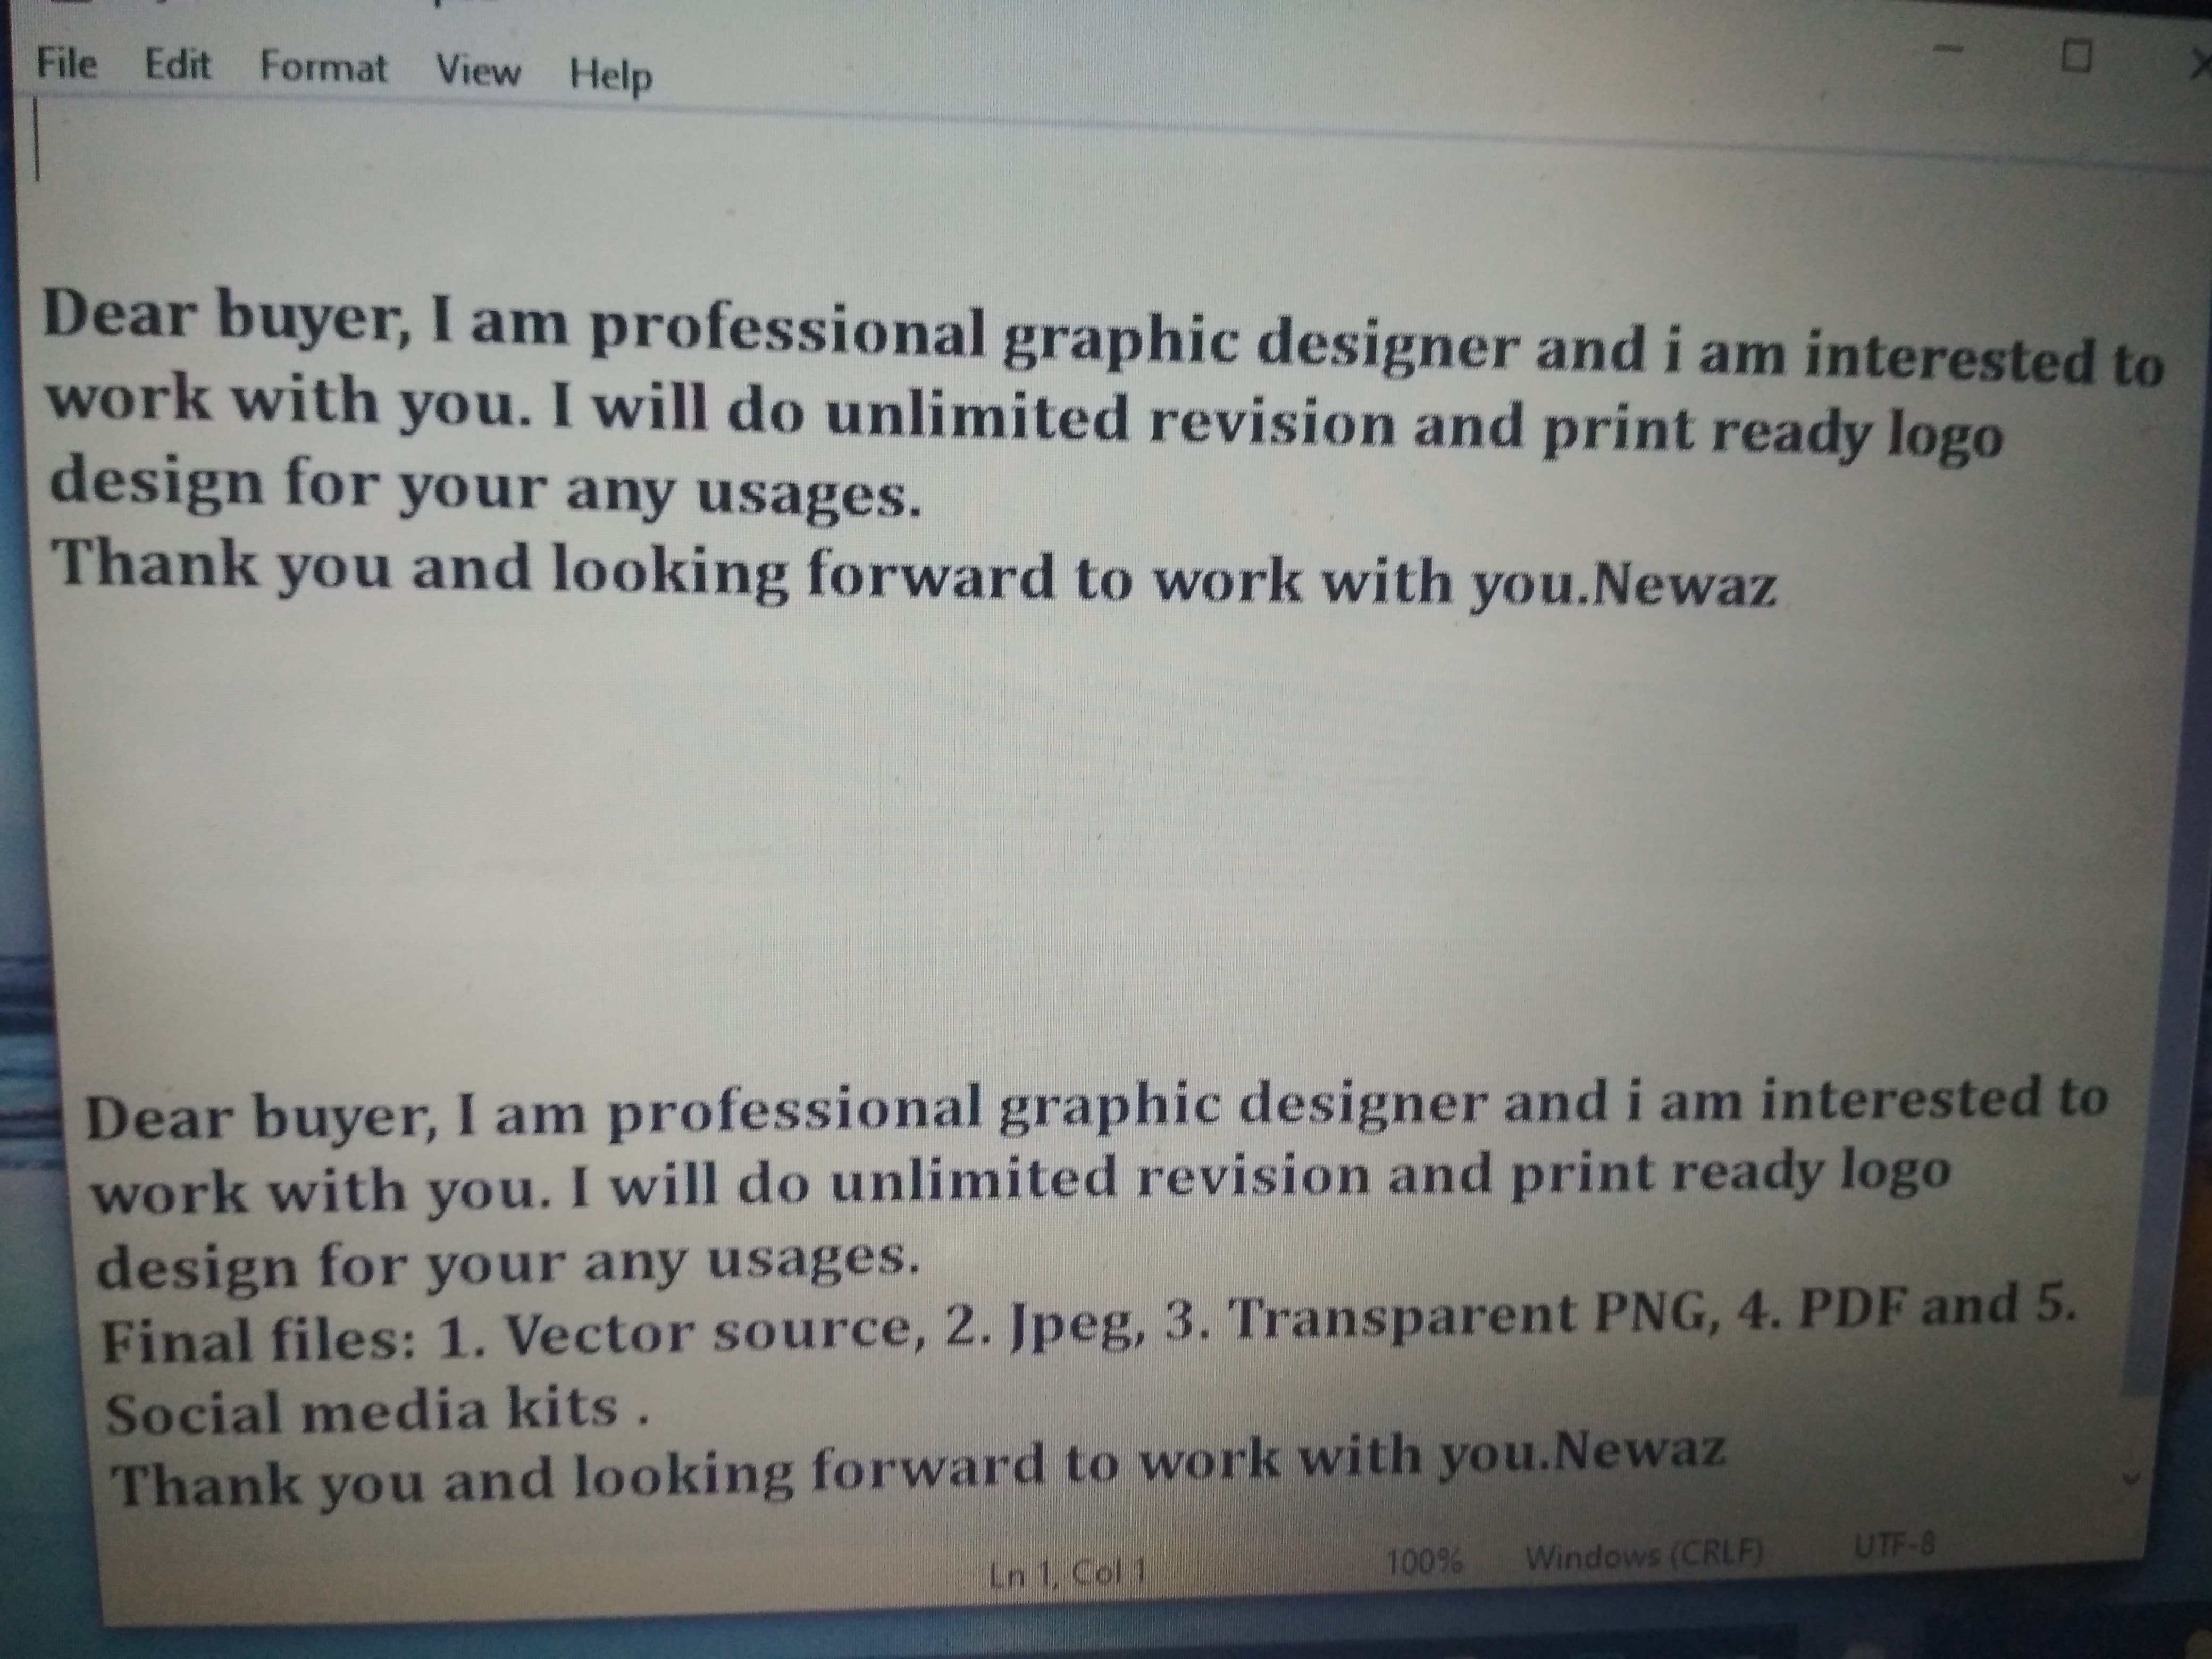 File Edit Format View Help
Dear buyer, I am professional graphic designer and i am interested to
work with you. I will do unlimited revision and print ready logo
design for your any usages.
Thank you and looking forward to work with you.Newaz
Dear buyer, I am professional graphic designer and i am interested to
work with you. I will do unlimited revision and print ready logo
design for your any usages.
Final files: 1. Vector source, 2. Jpeg, 3. Transparent PNG, 4. PDF and 5.
Social media kits .
Thank you and looking forward to work with you.Newaz
Ln 1, Col 1 100% Windows (CRLF) UTF-8